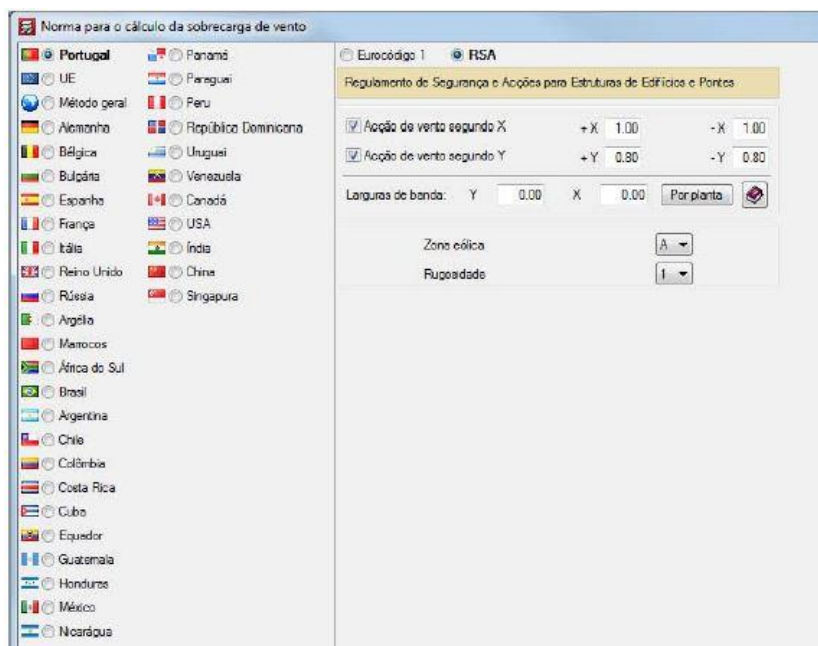 Norma para o cálculo da sobrecarga de vento
Portugal
UE
Método geral
Alemanha
Bélgica
Bulgária
Espanha
França
Itália
Reino Unido
Rússia
Argélia
Marrocos
África do Sul
Brasil
Argentina
Chile
Colômbia
Costa Rica
Cuba
Equador
Guatemala
Honduras
México
Nicarágua
Panamá
Paraguai
Peru
República Dominicana
Uruguai
Venezuela
Canadá
USA
Índia
China
Singapura
Eurocódigo 1 RSA
Regulamento de Segurança e Acções para Estruturas de Edifícios e Pontes
Acção de vento segundo X +X 1.00 -X 1.00
Acção de vento segundo Y +Y 0.80 -Y 0.80
Larguras de banda: Y 0.00 X 0.00 Por planta
Zona eólica A
Rugosidade 1